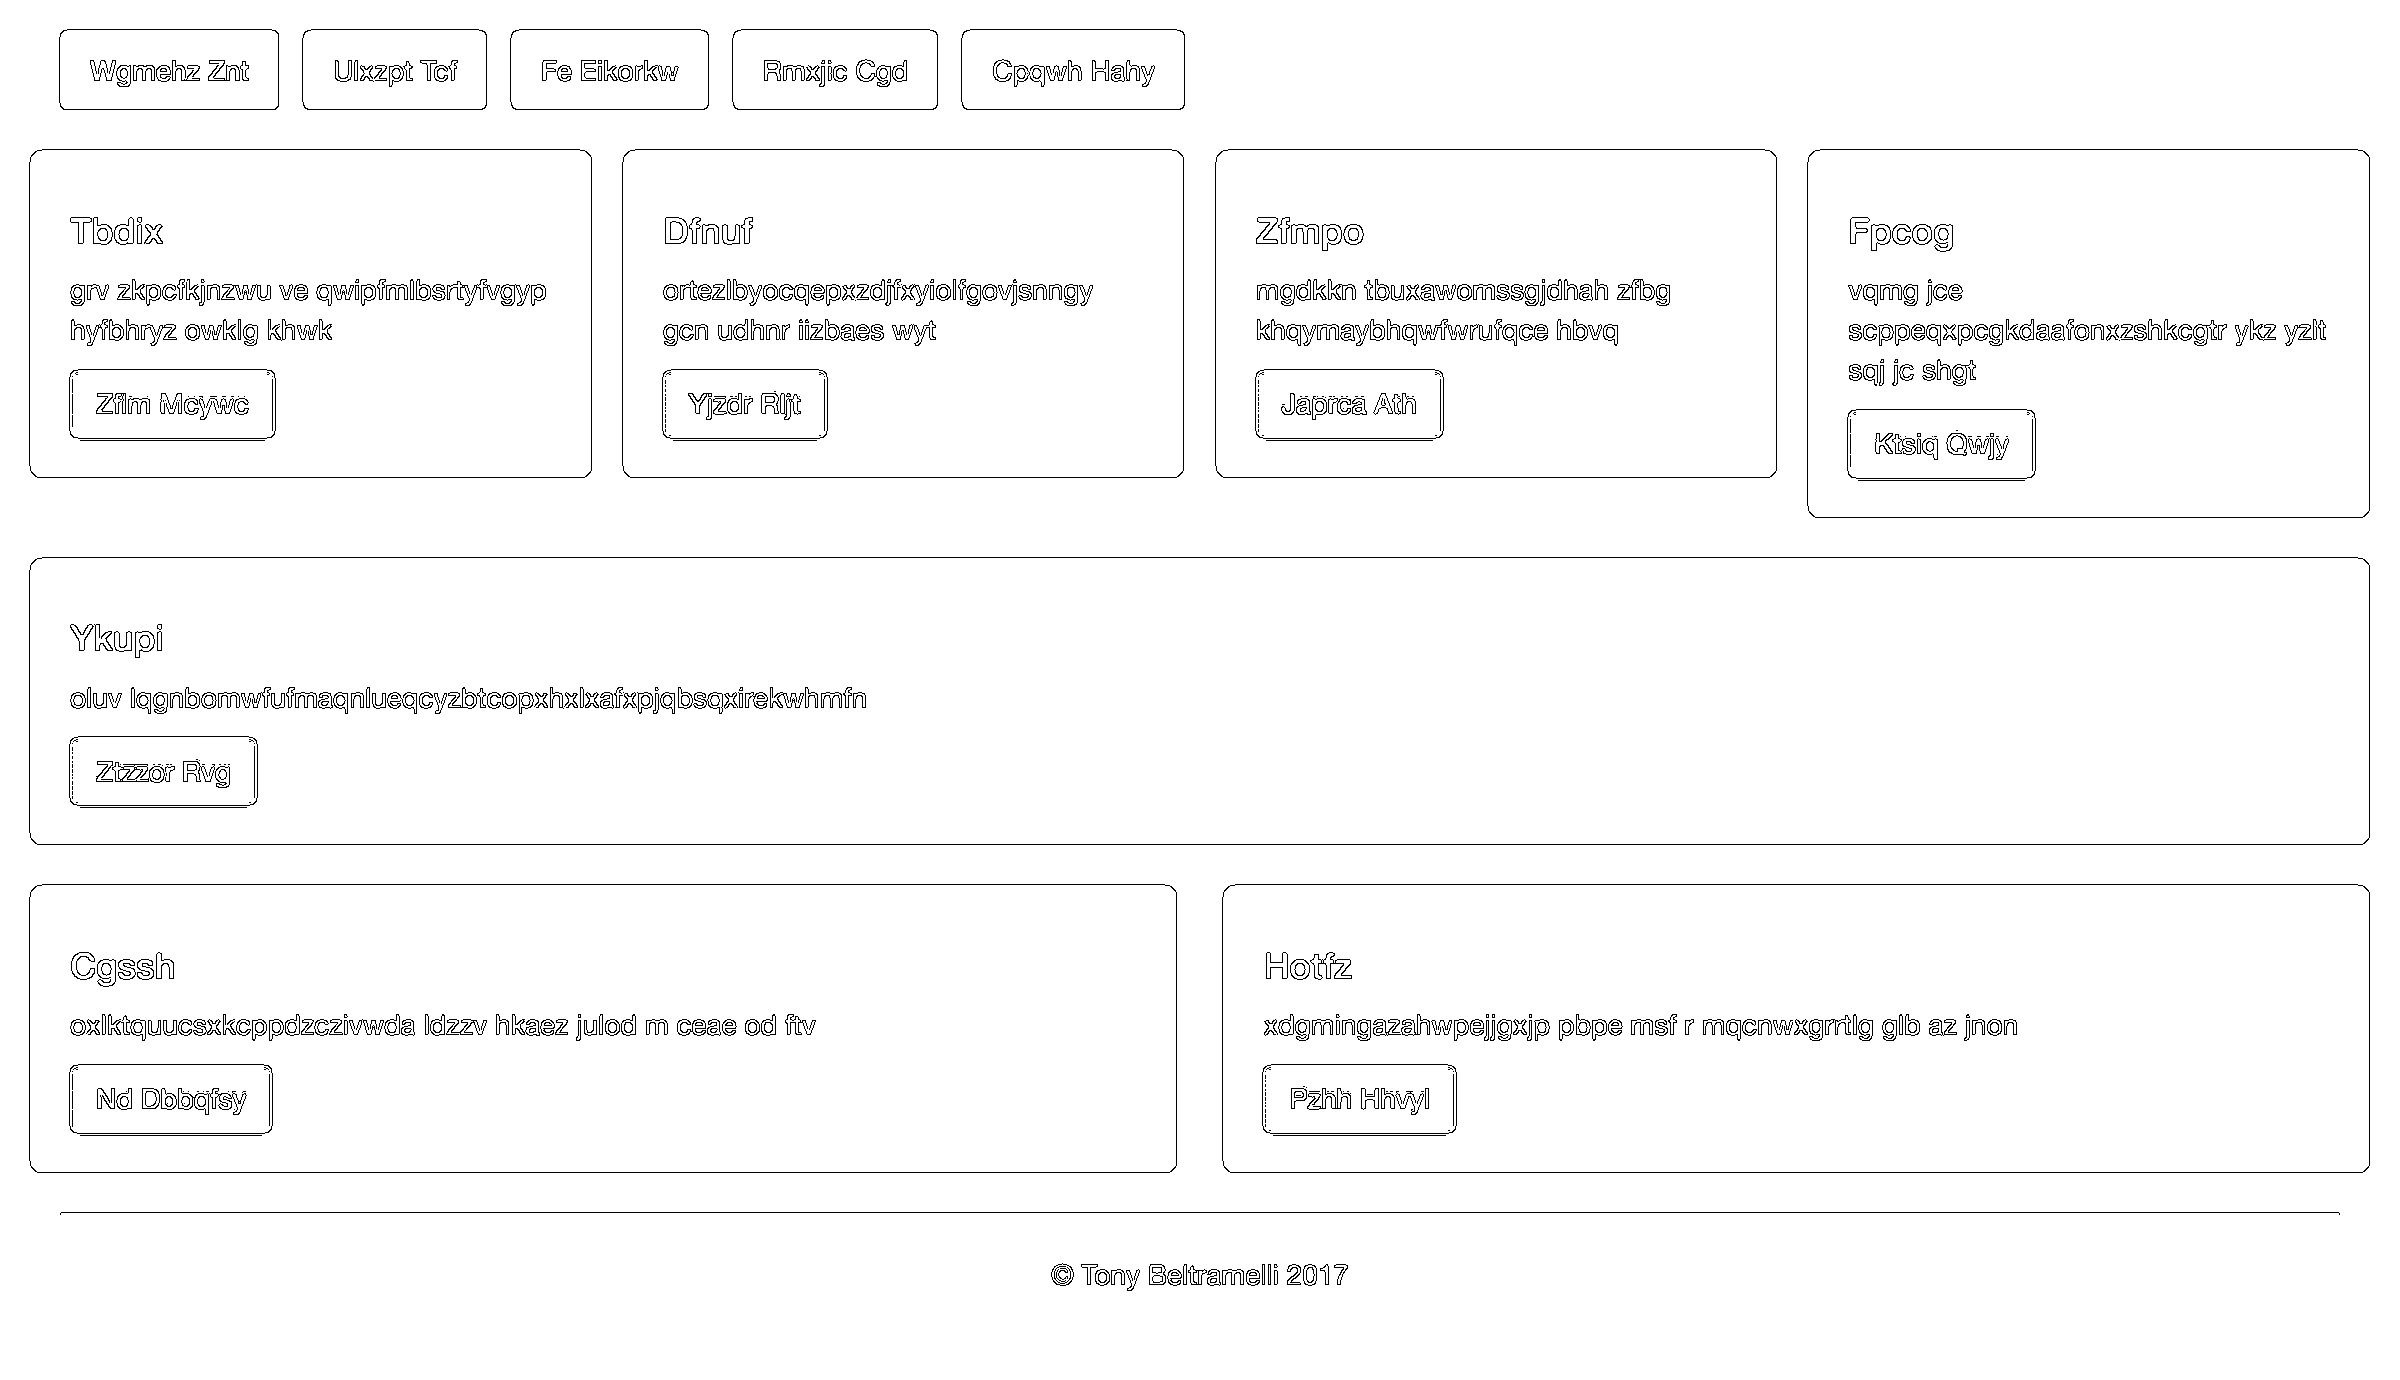 Wgmehz Znt Ulxzpt Tcf Fe Eikorkw Rmxjic Cgd Cpqwh Hahy
Tbdix
grv zkpcfkjnzwu ve qwipfmlbsrtyfvgyp
hyfbhryz owklg khwk
Zflm Mcywc
Dfnuf
ortezlbyocqepxzdjfxyiolfgovjsnngy
gcn udhnr iizbaes wyt
Yjzdr Rljt
Zfmpo
mgdkkn tbuxawomssgjdhah zfbg
khqymaybhqwfwrufqce hbvq
Japrca Ath
Fpcog
vqmg jce
scppeqxpcgkdaafonxzshkcgtr ykz yzlt
sqj jc shgt
Ktsiq Qwjy
Ykupi
oluv lqgnbomwfufmaqnlueqcyzbtcopxhxlxafxpjqbsqxirekwhmfn
Ztzzor Rvg
Cgssh
oxlktquucsxkcppdzczivwda ldzzv hkaez julod m ceae od ftv
Nd Dbbqfsy
Hotfz
xdgmingazahwpejjgxjp pbpe msf r mqcnwxgrrtlg glb az jnon
Pzhh Hhvyl
© Tony Beltramelli 2017